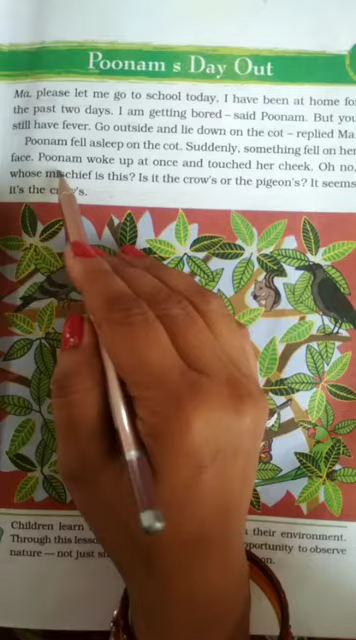 Poonam s Day Out
Ma, please let me go to school today. I have been at home fo
the past two days. I am getting bored – said Poonam. But you
still have fever. Go outside and lie down on the cot – replied Ma
Poonam fell asleep on the cot. Suddenly, something fell on her
face. Poonam woke up at once and touched her cheek. Oh no,
whose mischief is this? Is it the crow's or the pigeon's? It seems
it's the crow's.
Children learn their environment.
Through this opportunity to observe
nature — not just